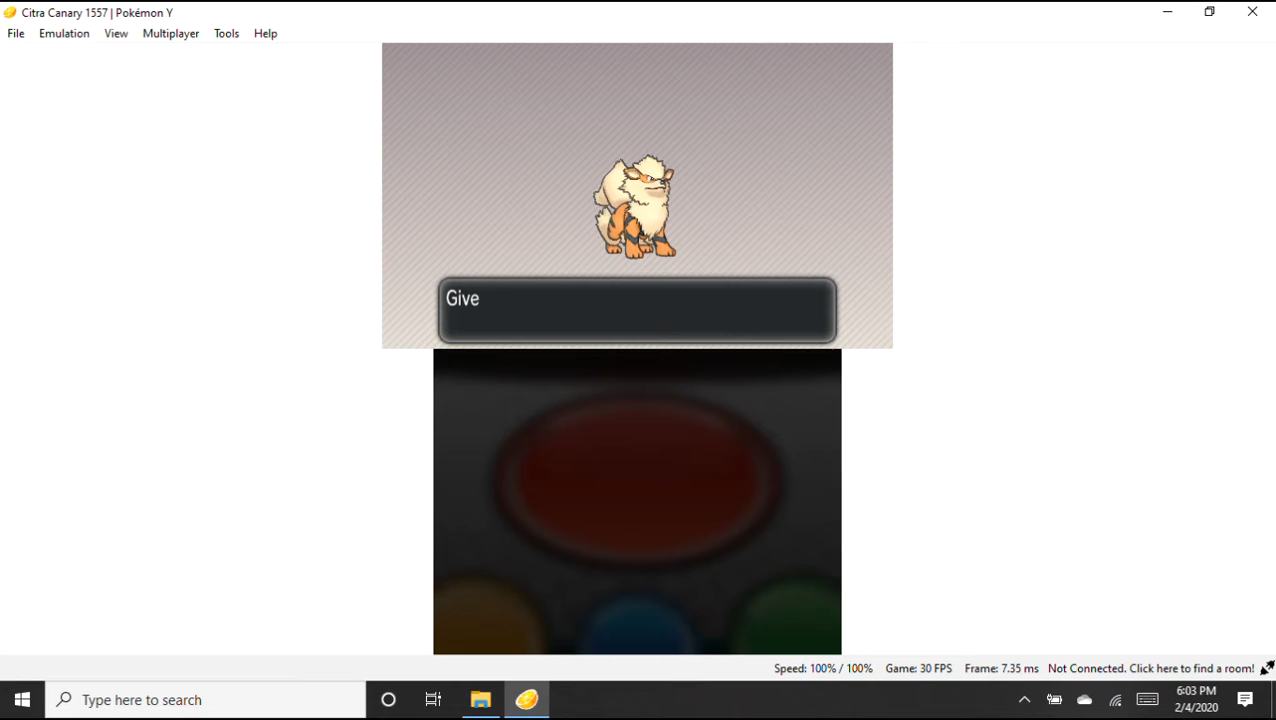 Citra Canary 1557 | Pokémon Y
File Emulation View Multiplayer Tools Help
Give
Speed: 100% / 100% Game: 30 FPS Frame: 7.35 ms Not Connected. Click here to find a room!
Type here to search
6:03 PM
2/4/2020